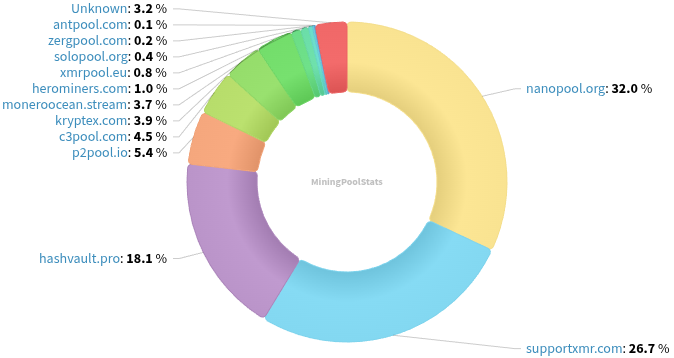 Unknown: 3.2 %
antpool.com: 0.1 %
zergpool.com: 0.2 %
solopool.org: 0.4 %
xmrpool.eu: 0.8 %
herominers.com: 1.0 %
moneroocean.stream: 3.7 %
kryptex.com: 3.9 %
c3pool.com: 4.5 %
p2pool.io: 5.4 %
hashvault.pro: 18.1 %
MiningPoolStats
nanopool.org: 32.0 %
supportxmr.com: 26.7 %